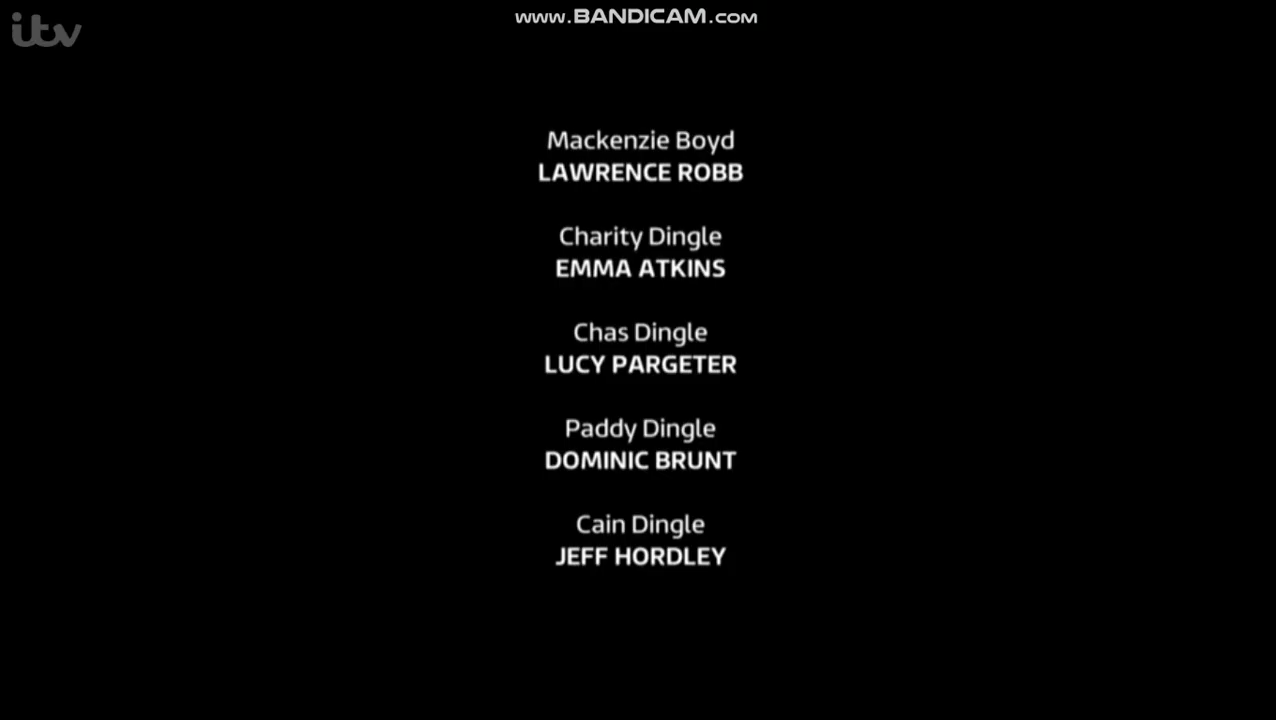 www.BANDICAM.com
itv
Mackenzie Boyd
LAWRENCE ROBB
Charity Dingle
EMMA ATKINS
Chas Dingle
LUCY PARGETER
Paddy Dingle
DOMINIC BRUNT
Cain Dingle
JEFF HORDLEY